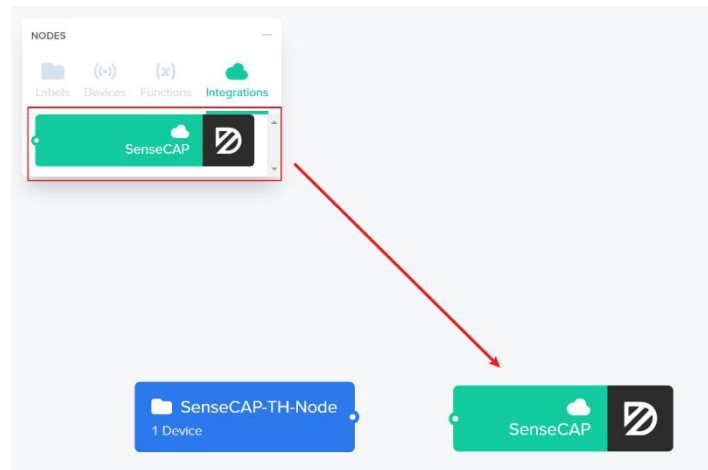 NODES
(x)
Labels Devices Functions Integrations
SenseCAP
SenseCAP-TH-Node
1 Device
SenseCAP